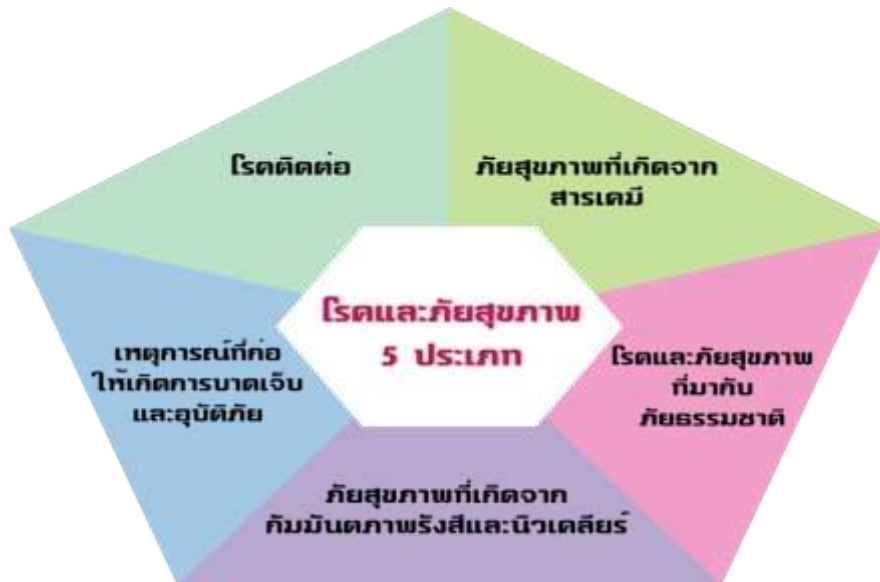 โรคติดต่อ
ภัยสุขภาพที่เกิดจาก
สารเคมี
โรคและภัยสุขภาพ
5 ประเภท
เหตุการณ์ที่ก่อ
ให้เกิดการบาดเจ็บ
และอุบัติภัย
โรคและภัยสุขภาพ
ที่มากับ
ภัยธรรมชาติ
ภัยสุขภาพที่เกิดจาก
กัมมันตภาพรังสีและนิวเคลียร์